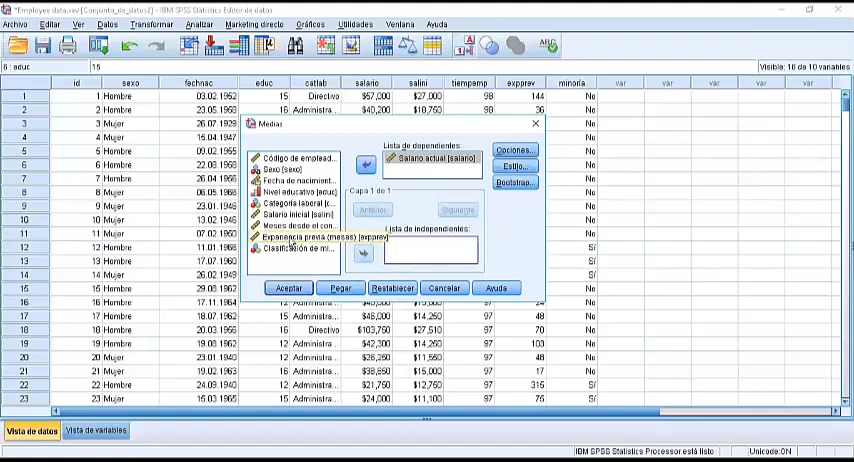 *Employee data.sav [Conjunto_de_datos2] - IBM SPSS Statistics Editor de datos
Archivo Editar Ver Datos Transformar Analizar Marketing directo Gráficos Utilidades Ventana Ayuda
6 : educ 15 Visible: 10 de 10 variables
id sexo fechnac educ catlab salario salini tiempemp expprev minoría var var var var
1 1 Hombre 03.02.1952 15 Directivo $57,000 $27,000 98 144 No
2 2 Hombre 23.05.1958 16 Administra... $40,200 $18,750 98 36 No
3 3 Mujer 26.07.1929 No
4 4 Mujer 15.04.1947 No
5 5 Hombre 09.02.1955 No
6 6 Hombre 22.08.1958 No
7 7 Hombre 26.04.1956 No
8 8 Mujer 06.05.1966 No
9 9 Mujer 23.01.1946 No
10 10 Mujer 13.02.1946 No
11 11 Mujer 07.02.1950 No
12 12 Hombre 11.01.1966 Sí
13 13 Hombre 17.07.1960 Sí
14 14 Mujer 26.02.1949 Sí
15 15 Hombre 29.08.1962 No
16 16 Hombre 17.11.1964 No
17 17 Hombre 18.07.1962 15 Administra... $46,000 $14,250 97 48 No
18 18 Hombre 20.03.1956 16 Directivo $103,750 $27,510 97 70 No
19 19 Hombre 19.08.1962 12 Administra... $42,300 $14,250 97 103 No
20 20 Mujer 23.01.1940 12 Administra... $26,250 $11,550 97 48 No
21 21 Mujer 19.02.1963 16 Administra... $38,850 $15,000 97 17 No
22 22 Hombre 24.09.1940 12 Administra... $21,750 $12,750 97 315 Sí
23 23 Mujer 15.03.1965 15 Administra... $24,000 $11,100 97 75 Sí
Medias
Código de emplead...
Sexo [sexo]
Fecha de nacimient...
Nivel educativo [educ]
Categoría laboral [c...
Salario inicial [salini]
Meses desde el con...
Experiencia previa (meses) [expprev]
Clasificación de mi...
Lista de dependientes
Salario actual [salario]
Capa 1 de 1
Anterior Siguiente
Lista de independientes:
Opciones...
Estilo...
Bootstrap...
Aceptar Pegar Restablecer Cancelar Ayuda
Vista de datos Vista de variables
IBM SPSS Statistics Processor está listo Unicode:ON